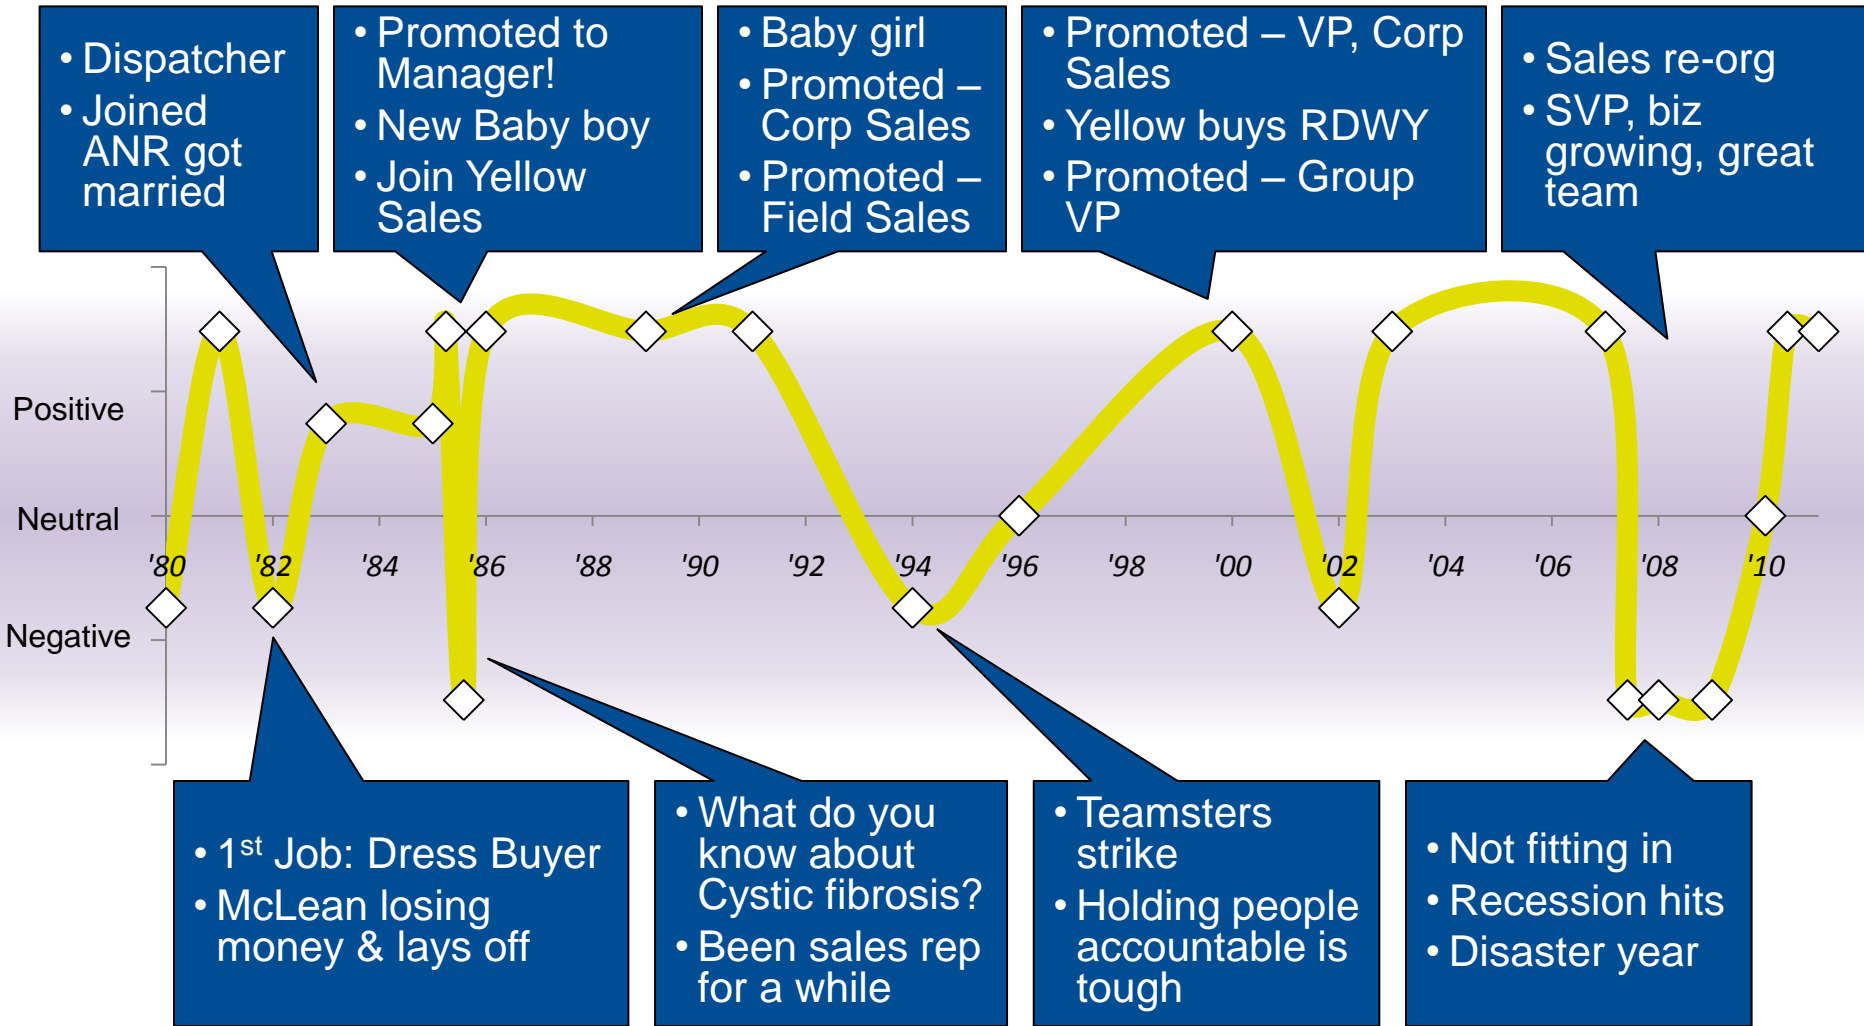 • Dispatcher
• Joined
ANR got
married
• Promoted to
Manager!
• New Baby boy
• Join Yellow
Sales
• Baby girl
• Promoted –
Corp Sales
• Promoted –
Field Sales
• Promoted – VP, Corp
Sales
• Yellow buys RDWY
• Promoted – Group
VP
• Sales re-org
• SVP, biz
growing, great
team
Positive
Neutral
'80 '82 '84 '86 '88 '90 '92 '94 '96 '98 '00 '02 '04 '06 '08 '10
Negative
• 1st Job: Dress Buyer
• McLean losing
money & lays off
• What do you
know about
Cystic fibrosis?
• Been sales rep
for a while
• Teamsters
strike
• Holding people
accountable is
tough
• Not fitting in
• Recession hits
• Disaster year